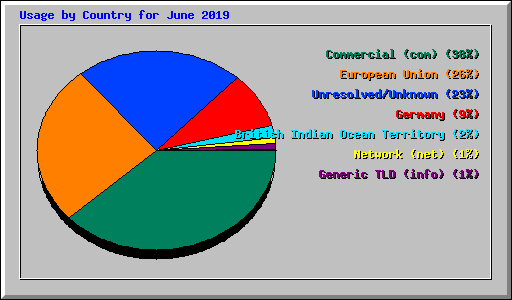 Usage by Country for June 2019
Commercial (com) (38%)
European Union (26%)
Unresolved/Unknown (23%)
Germany (9%)
British Indian Ocean Territory (2%)
Network (net) (1%)
Generic TLD (info) (1%)